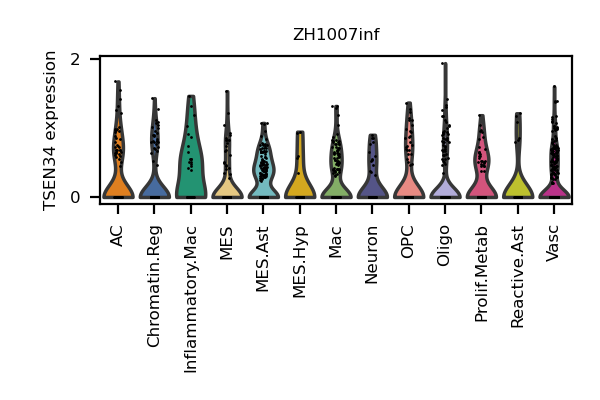 ZH1007inf
TSEN34 expression
2
0
AC
Chromatin.Reg
Inflammatory.Mac
MES
MES.Ast
MES.Hyp
Mac
Neuron
OPC
Oligo
Prolif.Metab
Reactive.Ast
Vasc